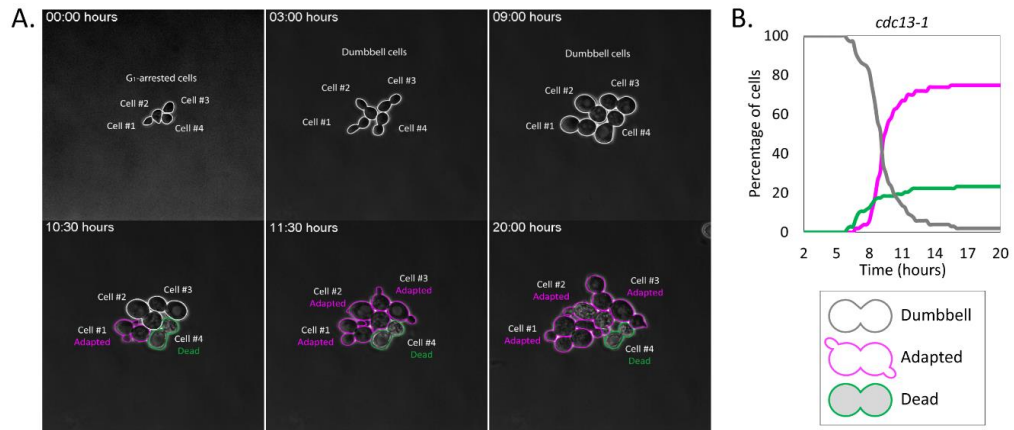 A.
00:00 hours
G₁-arrested cells
Cell #2
Cell #3
Cell #1
Cell #4
03:00 hours
Dumbbell cells
Cell #2
Cell #3
Cell #1
Cell #4
09:00 hours
Dumbbell cells
Cell #2
Cell #3
Cell #1
Cell #4
10:30 hours
Cell #2
Cell #3
Cell #1
Adapted
Cell #4
Dead
11:30 hours
Cell #3
Adapted
Cell #2
Adapted
Cell #1
Adapted
Cell #4
Dead
20:00 hours
Cell #2
Adapted
Cell #3
Adapted
Cell #1
Adapted
Cell #4
Dead
B.
cdc13-1
Percentage of cells
100
80
60
40
20
0
2 5 8 11 14 17 20
Time (hours)
Dumbbell
Adapted
Dead